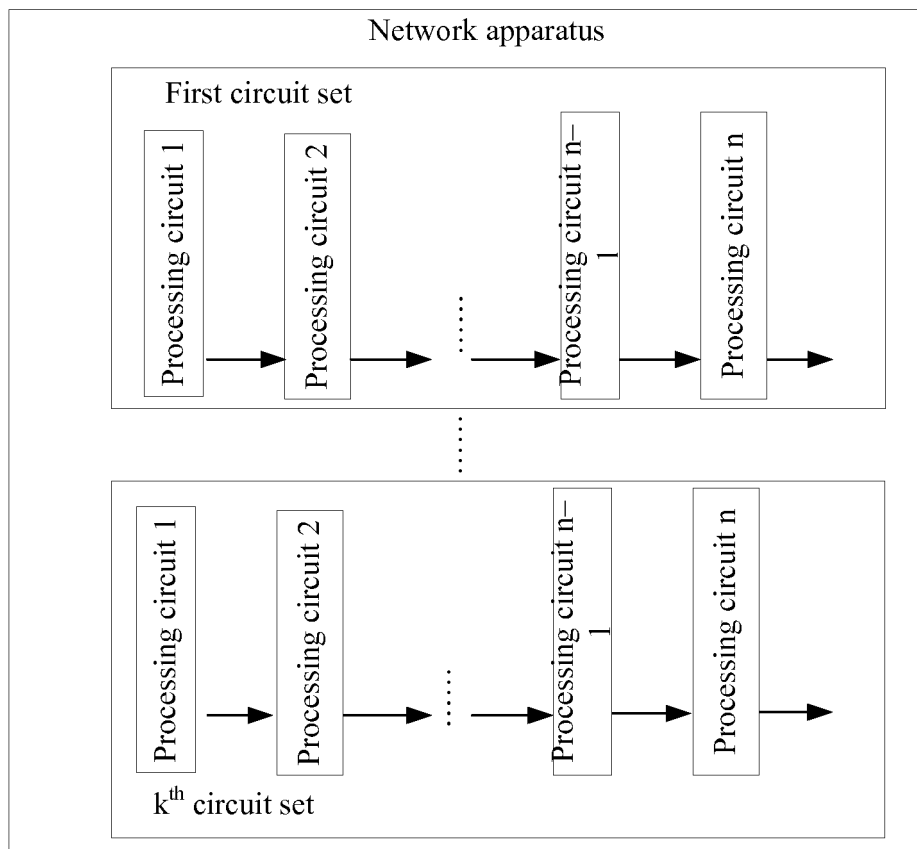 Network apparatus
First circuit set
Processing circuit 1
Processing circuit 2
......
Processing circuit n–
1
Processing circuit n
......
Processing circuit 1
Processing circuit 2
......
Processing circuit n–
1
Processing circuit n
kth circuit set